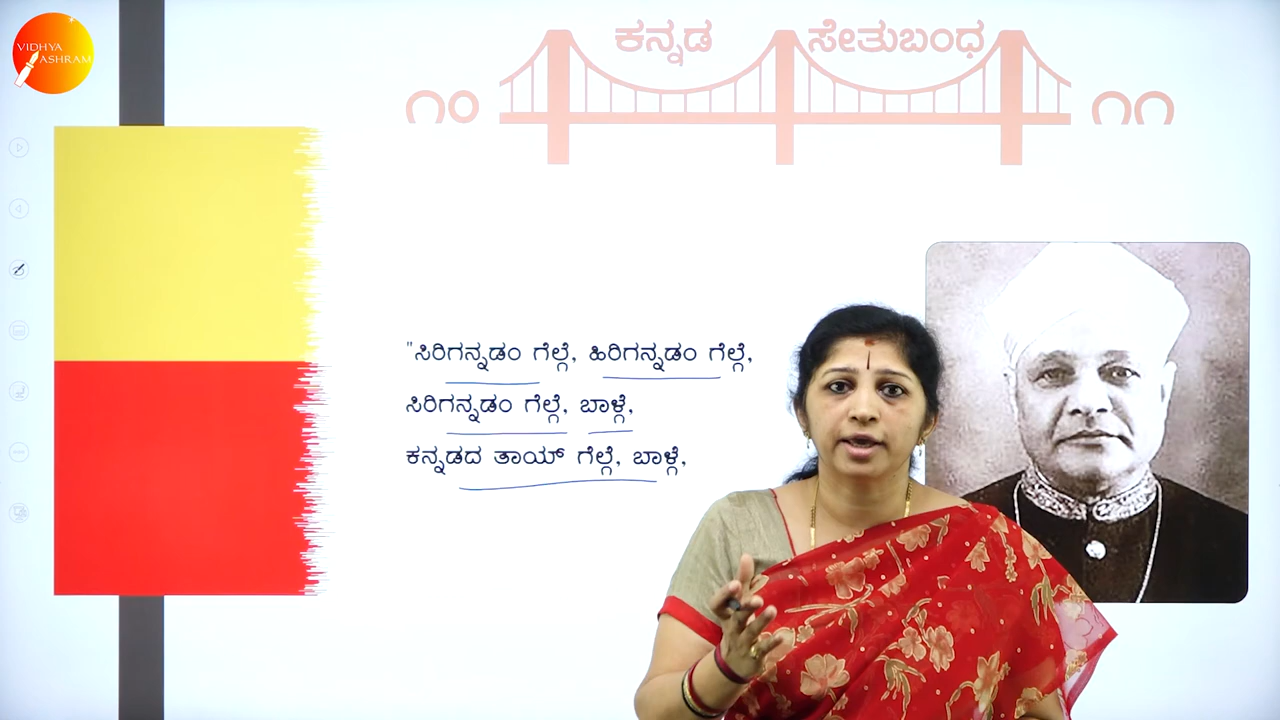 VIDHYA
ASHRAM
ಕನ್ನಡ ಸೇತುಬಂಧ
೧೦ ೧೧
"ಸಿರಿಗನ್ನಡಂ ಗೆಲ್ಗೆ, ಹಿರಿಗನ್ನಡಂ ಗೆಲ್ಗೆ,
ಸಿರಿಗನ್ನಡಂ ಗೆಲ್ಗೆ, ಬಾಳ್ಗೆ,
ಕನ್ನಡದ ತಾಯ್ ಗೆಲ್ಗೆ, ಬಾಳ್ಗೆ,